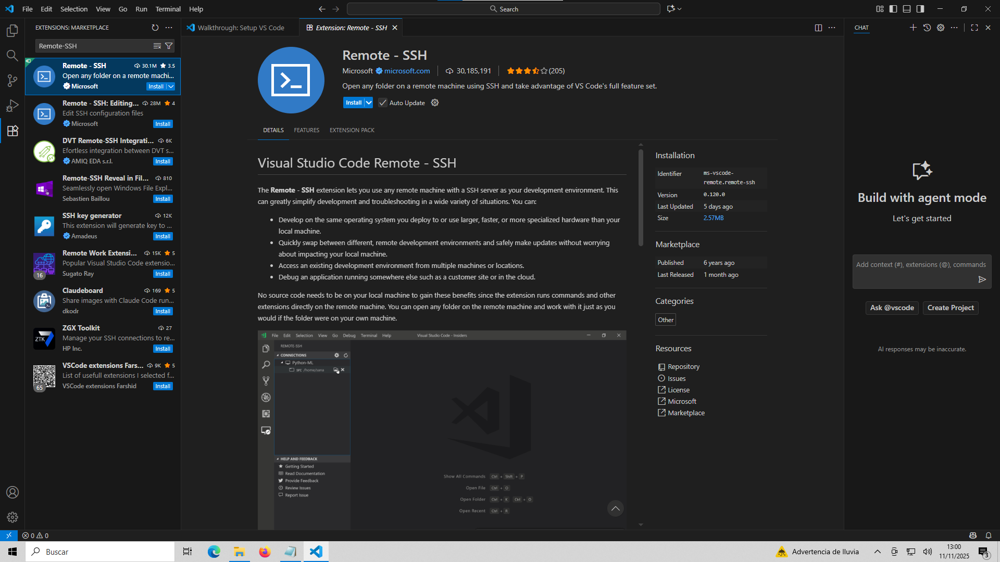 File Edit Selection View Go Run Terminal Help
Search
EXTENSIONS: MARKETPLACE
Remote-SSH
Remote - SSH 30.1M 3.5
Open any folder on a remote machi...
Microsoft Install
Remote - SSH: Editing... 28M 4
Edit SSH configuration files
Microsoft Install
DVT Remote-SSH Integrati... 6K
Efortless integration between DVT s...
AMIQ EDA s.r.l. Install
Remote-SSH Reveal in Fil... 810
Seamlessly open Windows File Expl...
Sebastien Baillou Install
SSH key generator 12K
This extension will generate key to ...
Amadeus Install
Remote Work Extensi... 15K 5
Popular Visual Studio Code extensio...
16 Sugato Ray Install
Claudeboard 169 5
Share images with Claude Code run...
dkodr Install
ZTK
ZGX Toolkit 27
Manage your SSH connections to re...
HP Inc. Install
VSCode extensions Fars... 9K 5
List of usefull extensions I selected f...
65 VSCode extensions Farshid Install
Walkthrough: Setup VS Code
Extension: Remote - SSH
Remote - SSH
Microsoft microsoft.com 30,185,191 (205)
Open any folder on a remote machine using SSH and take advantage of VS Code's full feature set.
Install Auto Update
DETAILS FEATURES EXTENSION PACK
Visual Studio Code Remote - SSH
The Remote - SSH extension lets you use any remote machine with a SSH server as your development environment. This
can greatly simplify development and troubleshooting in a wide variety of situations. You can:
Develop on the same operating system you deploy to or use larger, faster, or more specialized hardware than your
local machine.
Quickly swap between different, remote development environments and safely make updates without worrying
about impacting your local machine.
Access an existing development environment from multiple machines or locations.
Debug an application running somewhere else such as a customer site or in the cloud.
No source code needs to be on your local machine to gain these benefits since the extension runs commands and other
extensions directly on the remote machine. You can open any folder on the remote machine and work with it just as you
would if the folder were on your own machine.
File Edit Selection View Go Debug Terminal Help Visual Studio Code - Insiders
REMOTE-SSH
CONNECTIONS
Python-ML
src /home/sana
HELP AND FEEDBACK
Getting Started
Read Documentation
Provide Feedback
Review Issues
Report Issue
Show All Commands Ctrl + Shift + P
Open File Ctrl + O
Open Folder Ctrl + K Ctrl + O
Open Recent Ctrl + R
Installation
Identifier ms-vscode-
remote.remote-ssh
Version 0.120.0
Last Updated 5 days ago
Size 2.57MB
Marketplace
Published 6 years ago
Last Released 1 month ago
Categories
Other
Resources
Repository
Issues
License
Microsoft
Marketplace
CHAT
Build with agent mode
Let's get started
Add context (#), extensions (@), commands
Ask @vscode Create Project
AI responses may be inaccurate.
0 0
Buscar
Advertencia de lluvia
13:00
11/11/2025
3